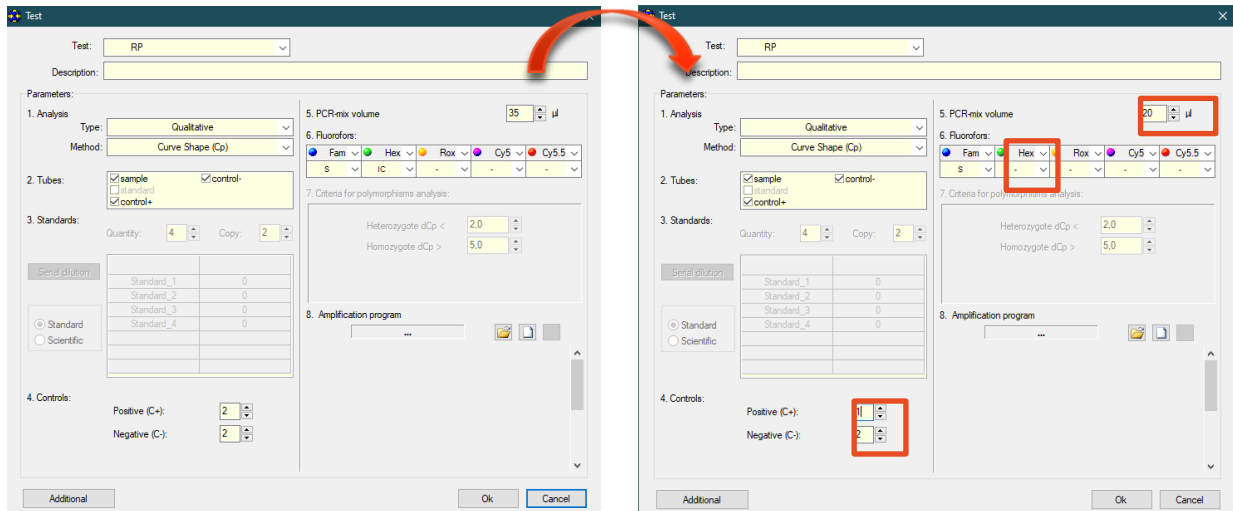 Test
Test: RP
Description:
Parameters:
1. Analysis
Type: Qualitative
Method: Curve Shape (Cp)
2. Tubes:
sample control-
standard
control+
3. Standards:
Quantity: 4 Copy: 2
Serial dilution
Standard_1 0
Standard_2 0
Standard_3 0
Standard_4 0
Standard
Scientific
4. Controls:
Positive (C+): 2
Negative (C-): 2
Additional
5. PCR-mix volume 35 µl
6. Fluorofors:
Fam Hex Rox Cy5 Cy5.5
S IC - - -
7. Criteria for polymorphisms analysis:
Heterozygote dCp < 2,0
Homozygote dCp > 5,0
8. Amplification program
...
Ok Cancel
Test
Test: RP
Description:
Parameters:
1. Analysis
Type: Qualitative
Method: Curve Shape (Cp)
2. Tubes:
sample control-
standard
control+
3. Standards:
Quantity: 4 Copy: 2
Serial dilution
Standard_1 0
Standard_2 0
Standard_3 0
Standard_4 0
Standard
Scientific
4. Controls:
Positive (C+): 1
Negative (C-): 2
Additional
5. PCR-mix volume 20 µl
6. Fluorofors:
Fam Hex Rox Cy5 Cy5.5
S - - - -
7. Criteria for polymorphisms analysis:
Heterozygote dCp < 2,0
Homozygote dCp > 5,0
8. Amplification program
...
Ok Cancel